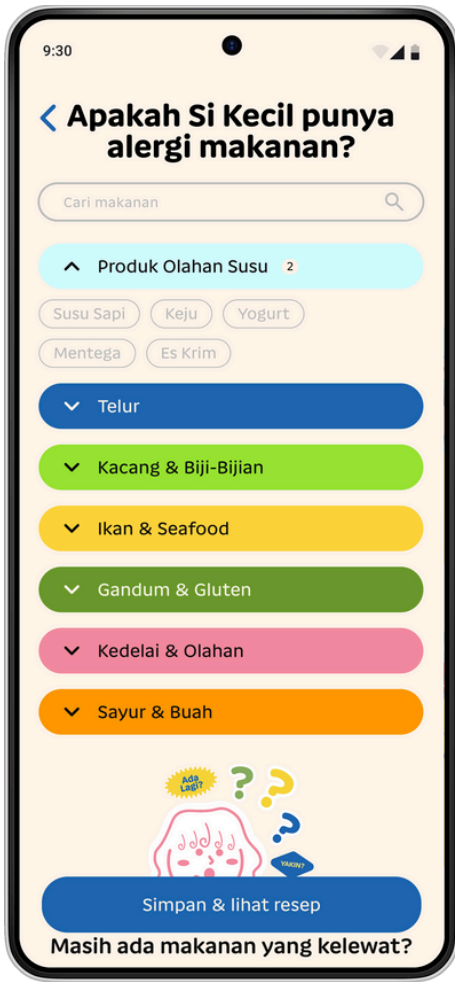 9:30
Apakah Si Kecil punya
alergi makanan?
Cari makanan
Produk Olahan Susu 2
Susu Sapi Keju Yogurt
Mentega Es Krim
Telur
Kacang & Biji-Bijian
Ikan & Seafood
Gandum & Gluten
Kedelai & Olahan
Sayur & Buah
Ada
Lagi?
? ? ?
YAKIN?
Simpan & lihat resep
Masih ada makanan yang kelewat?